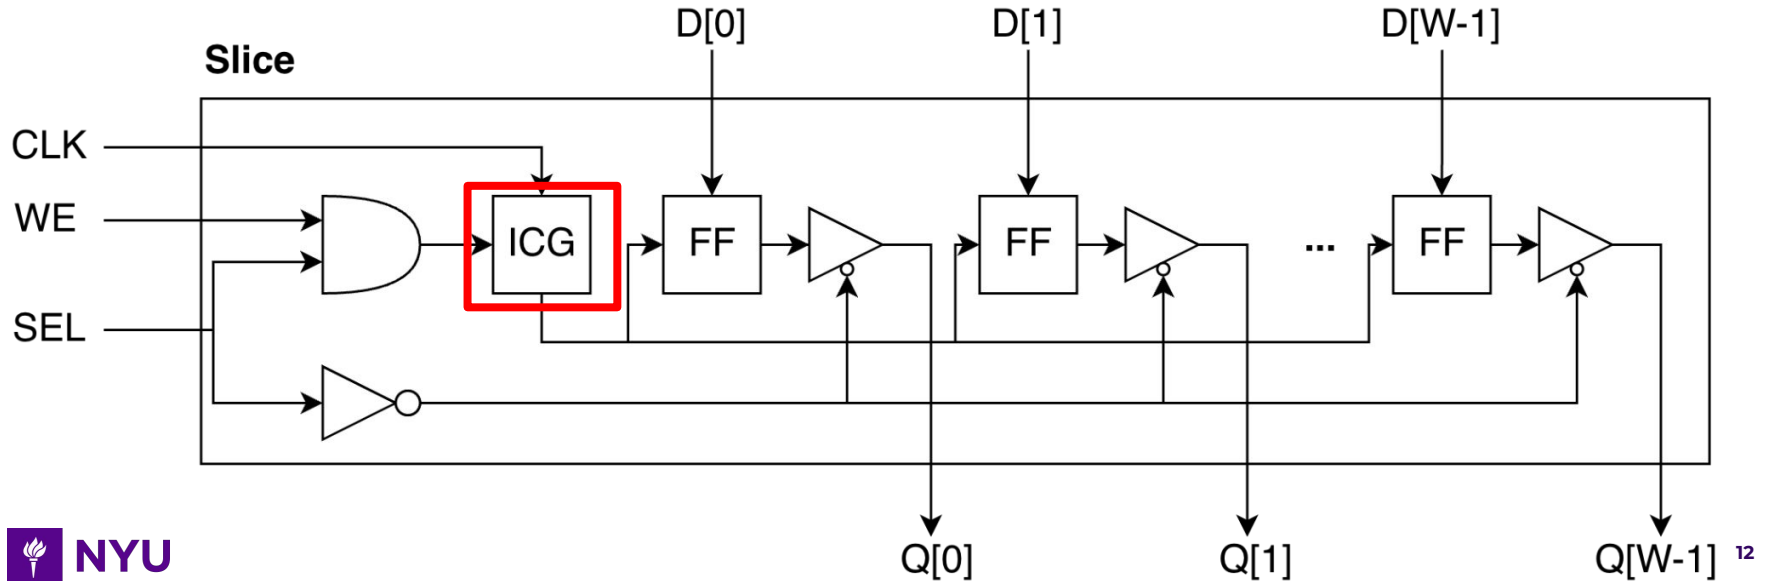 D[0] D[1] D[W-1]
Slice
CLK
WE
ICG FF FF ... FF
SEL
Q[0] Q[1] Q[W-1]
NYU 12